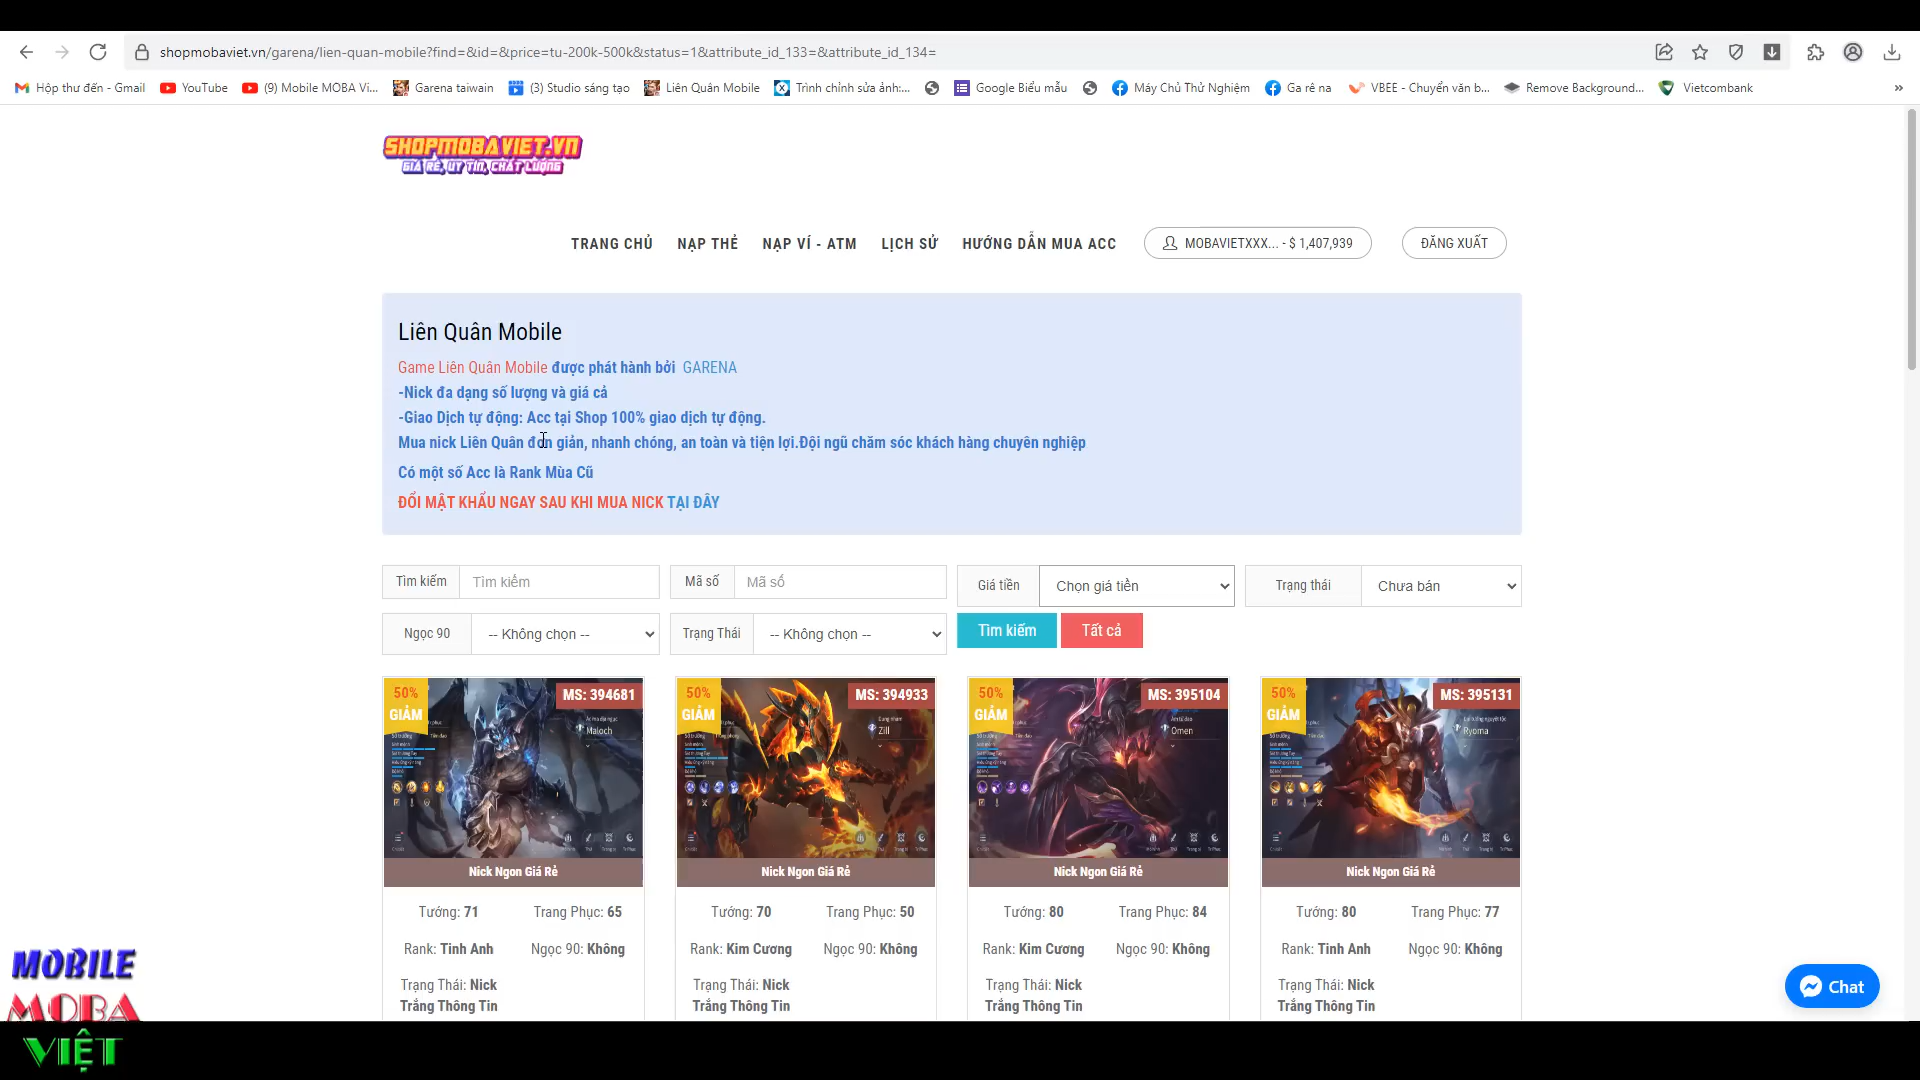 shopmobaviet.vn/garena/lien-quan-mobile?find=&id=&price=tu-200k-500k&status=1&attribute_id_133=&attribute_id_134=
Hộp thư đến - Gmail YouTube (9) Mobile MOBA Vi... Garena taiwain (3) Studio sáng tạo Liên Quân Mobile Trình chỉnh sửa ảnh:... Google Biểu mẫu Máy Chủ Thử Nghiệm Ga rê na VBEE - Chuyển văn b... Remove Background... Vietcombank »
SHOPMOBAVIET.VN
GIÁ RẺ, UY TÍN, CHẤT LƯỢNG
TRANG CHỦ NẠP THẺ NẠP VÍ - ATM LỊCH SỬ HƯỚNG DẪN MUA ACC MOBAVIETXXX... - $ 1,407,939 ĐĂNG XUẤT
Liên Quân Mobile
Game Liên Quân Mobile được phát hành bởi GARENA
-Nick đa dạng số lượng và giá cả
-Giao Dịch tự động: Acc tại Shop 100% giao dịch tự động.
Mua nick Liên Quân đơn giản, nhanh chóng, an toàn và tiện lợi.Đội ngũ chăm sóc khách hàng chuyên nghiệp
Có một số Acc là Rank Mùa Cũ
ĐỔI MẬT KHẨU NGAY SAU KHI MUA NICK TẠI ĐÂY
Tìm kiếm Tìm kiếm Mã số Mã số Giá tiền Chọn giá tiền Trạng thái Chưa bán
Ngọc 90 -- Không chọn -- Trạng Thái -- Không chọn -- Tìm kiếm Tất cả
50% GIẢM MS: 394681 Maloch
50% GIẢM MS: 394933 Zill
50% GIẢM MS: 395104 Omen
50% GIẢM MS: 395131 Ryoma
Nick Ngon Giá Rẻ Nick Ngon Giá Rẻ Nick Ngon Giá Rẻ Nick Ngon Giá Rẻ
Tướng: 71 Trang Phục: 65 Tướng: 70 Trang Phục: 50 Tướng: 80 Trang Phục: 84 Tướng: 80 Trang Phục: 77
Rank: Tinh Anh Ngọc 90: Không Rank: Kim Cương Ngọc 90: Không Rank: Kim Cương Ngọc 90: Không Rank: Tinh Anh Ngọc 90: Không
Trạng Thái: Nick Trạng Thái: Nick Trạng Thái: Nick Trạng Thái: Nick
Trắng Thông Tin Trắng Thông Tin Trắng Thông Tin Trắng Thông Tin
Chat
MOBILE
MOBA
VIỆT